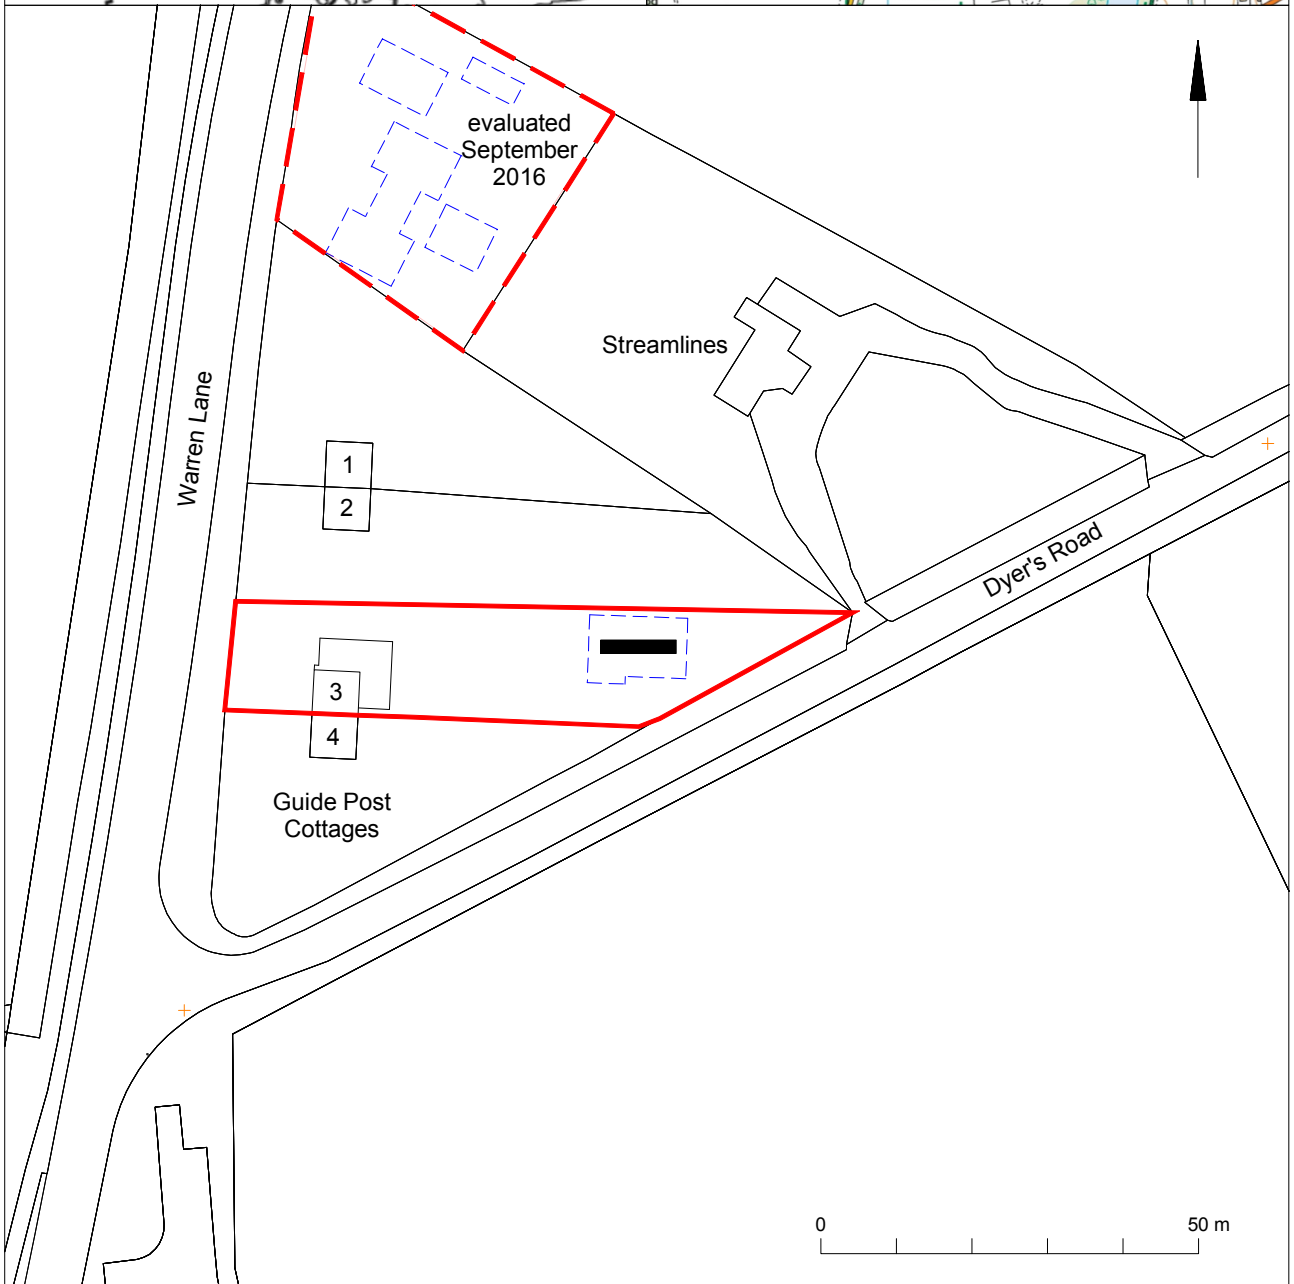 evaluated
September
2016
Streamlines
Warren Lane
1
2
Dyer's Road
3
4
Guide Post
Cottages
0
50 m